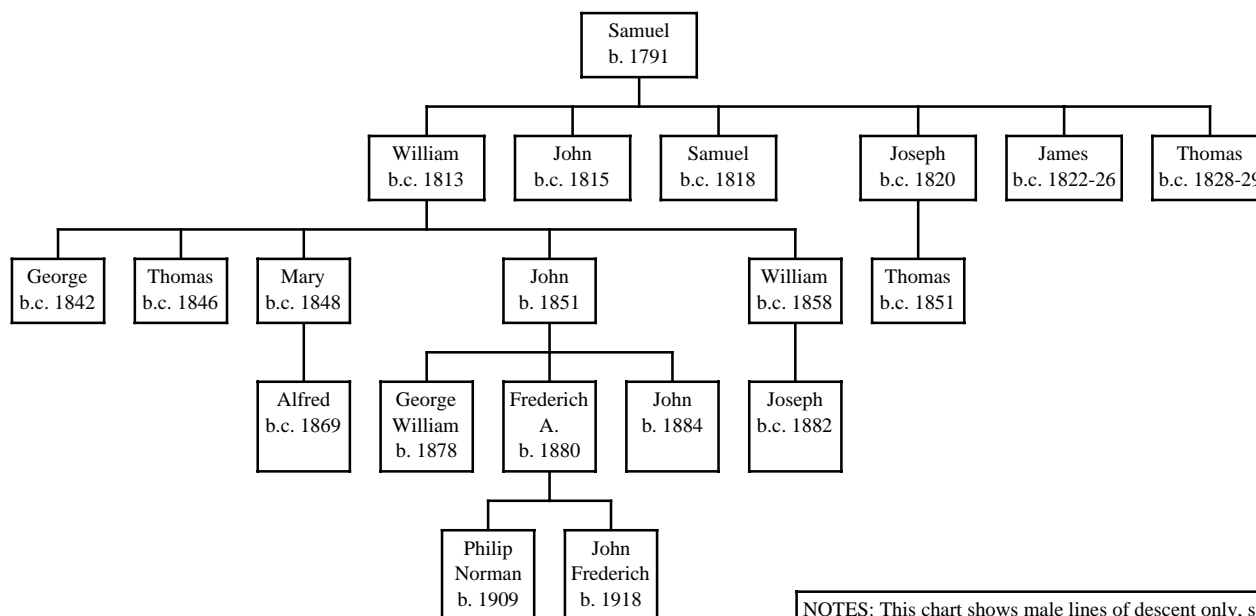 Samuel
b. 1791
William
b.c. 1813
John
b.c. 1815
Samuel
b.c. 1818
Joseph
b.c. 1820
James
b.c. 1822-26
Thomas
b.c. 1828-29
George
b.c. 1842
Thomas
b.c. 1846
Mary
b.c. 1848
John
b. 1851
William
b.c. 1858
Thomas
b.c. 1851
Alfred
b.c. 1869
George
William
b. 1878
Frederich
A.
b. 1880
John
b. 1884
Joseph
b.c. 1882
Philip
Norman
b. 1909
John
Frederich
b. 1918
NOTES: This chart shows male lines of descent only,